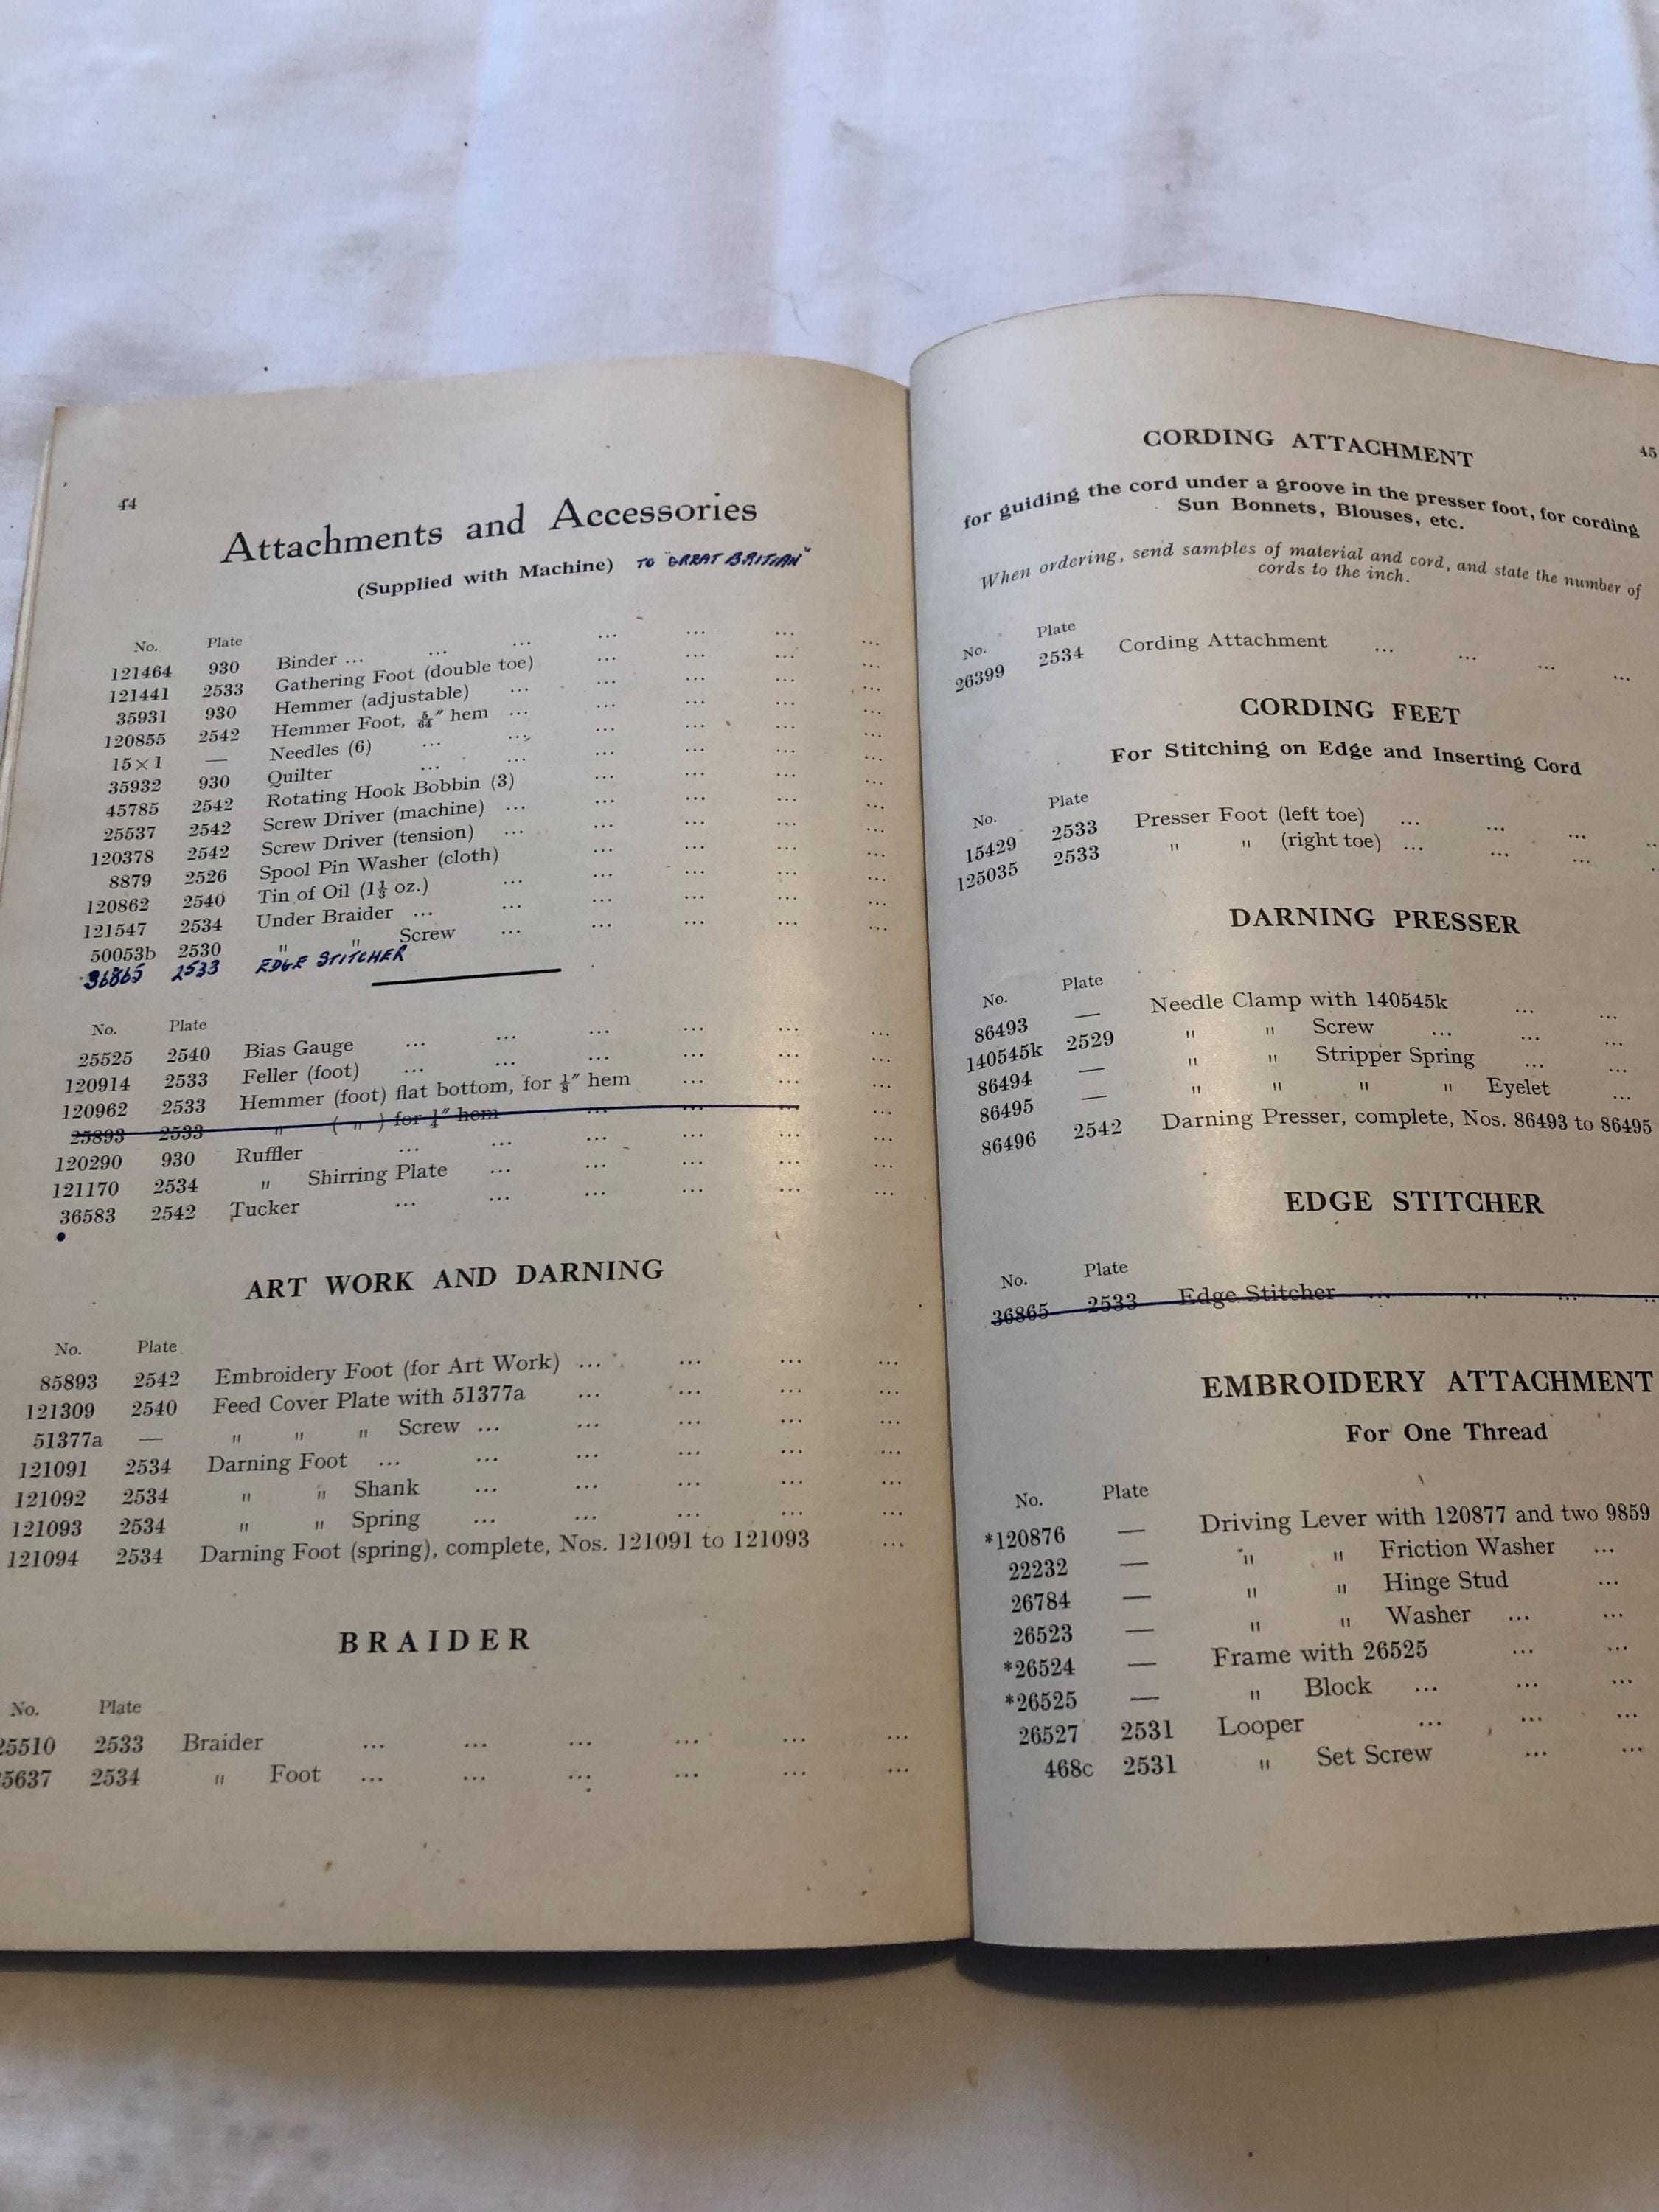 44
Attachments and Accessories
(Supplied with Machine) TO "GREAT BRITIAN"
No. Plate
121464 930 Binder ... ... ... ... ... ... ...
121441 2533 Gathering Foot (double toe) ... ... ... ...
35931 930 Hemmer (adjustable) ... ... ... ... ...
120855 2542 Hemmer Foot, 5/64″ hem ... ... ... ... ...
15×1 — Needles (6) ... ... ... ... ... ...
35932 930 Quilter ... ... ... ... ... ...
45785 2542 Rotating Hook Bobbin (3) ... ... ... ...
25537 2542 Screw Driver (machine) ... ... ... ... ...
120378 2542 Screw Driver (tension) ... ... ... ... ...
8879 2526 Spool Pin Washer (cloth) ... ... ... ...
120862 2540 Tin of Oil (1⅓ oz.) ... ... ... ... ...
121547 2534 Under Braider ... ... ... ... ... ...
50053b 2530 " " Screw ... ... ... ... ...
36865 2533 EDGE STITCHER
No. Plate
25525 2540 Bias Gauge ... ... ... ... ... ...
120914 2533 Feller (foot) ... ... ... ... ... ...
120962 2533 Hemmer (foot) flat bottom, for ⅛″ hem ... ... ...
25893 2533 " ( " ) for ¼″ hem ... ... ... ...
120290 930 Ruffler ... ... ... ... ... ...
121170 2534 " Shirring Plate ... ... ... ... ...
36583 2542 Tucker ... ... ... ... ... ...
ART WORK AND DARNING
No. Plate
85893 2542 Embroidery Foot (for Art Work) ... ... ... ...
121309 2540 Feed Cover Plate with 51377a ... ... ... ...
51377a — " " " Screw ... ... ... ... ...
121091 2534 Darning Foot ... ... ... ... ... ...
121092 2534 " " Shank ... ... ... ... ...
121093 2534 " " Spring ... ... ... ... ...
121094 2534 Darning Foot (spring), complete, Nos. 121091 to 121093 ...
BRAIDER
No. Plate
25510 2533 Braider ... ... ... ... ... ...
5637 2534 " Foot ... ... ... ... ... ...
45
CORDING ATTACHMENT
for guiding the cord under a groove in the presser foot, for cording
Sun Bonnets, Blouses, etc.
When ordering, send samples of material and cord, and state the number of
cords to the inch.
No. Plate
26399 2534 Cording Attachment ... ... ... ...
CORDING FEET
For Stitching on Edge and Inserting Cord
No. Plate
15429 2533 Presser Foot (left toe) ... ... ... ...
125035 2533 " " (right toe) ... ... ... ...
DARNING PRESSER
No. Plate
86493 — Needle Clamp with 140545k ... ...
140545k 2529 " " Screw ... ... ...
86494 — " " Stripper Spring ... ...
86495 — " " " " Eyelet ...
86496 2542 Darning Presser, complete, Nos. 86493 to 86495
EDGE STITCHER
No. Plate
36865 2533 Edge Stitcher ... ... ... ...
EMBROIDERY ATTACHMENT
For One Thread
No. Plate
*120876 — Driving Lever with 120877 and two 9859
22232 — " " Friction Washer ...
26784 — " " Hinge Stud ...
26523 — " " Washer ... ...
*26524 — Frame with 26525 ... ...
*26525 — " Block ... ... ...
26527 2531 Looper ... ... ...
468c 2531 " Set Screw ... ...